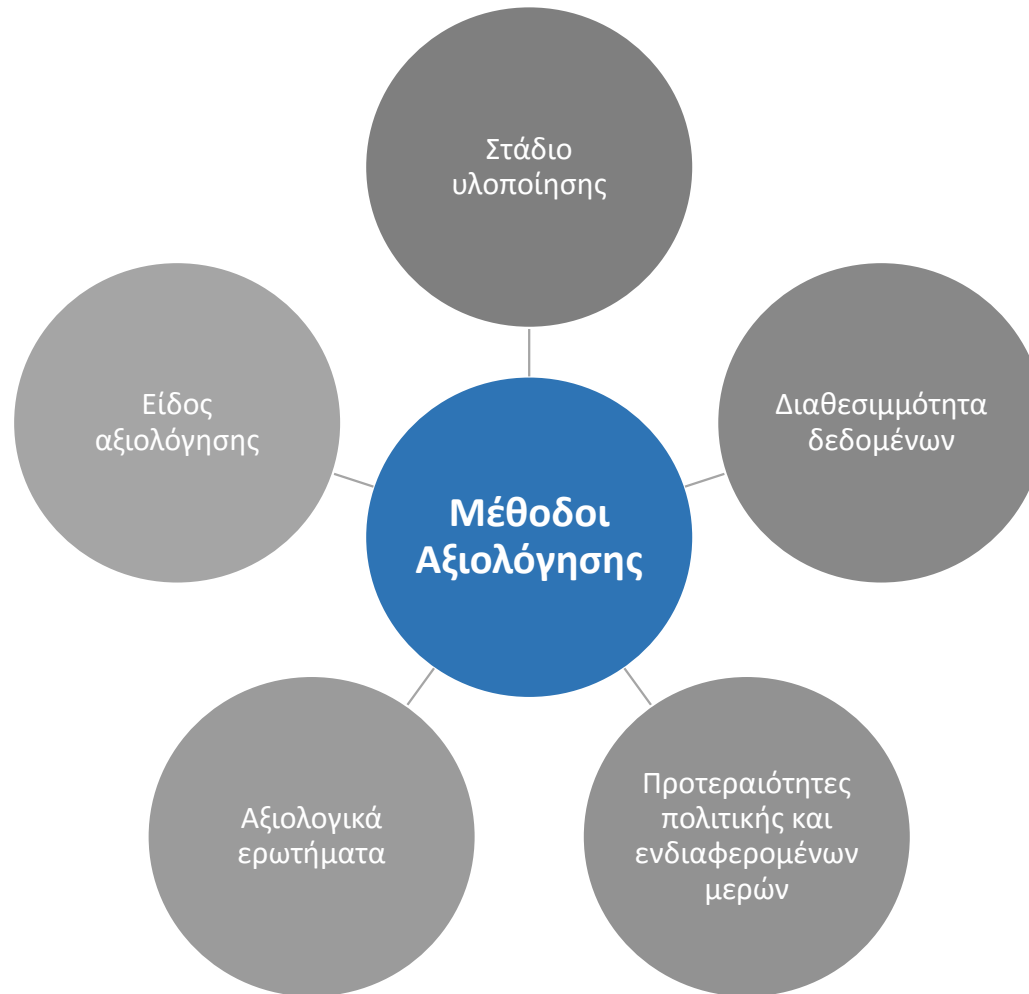 Στάδιο
υλοποίησης
Διαθεσιμμότητα
δεδομένων
Προτεραιότητες
πολιτικής και
ενδιαφερομένων
μερών
Αξιολογικά
ερωτήματα
Είδος
αξιολόγησης
Μέθοδοι
Αξιολόγησης